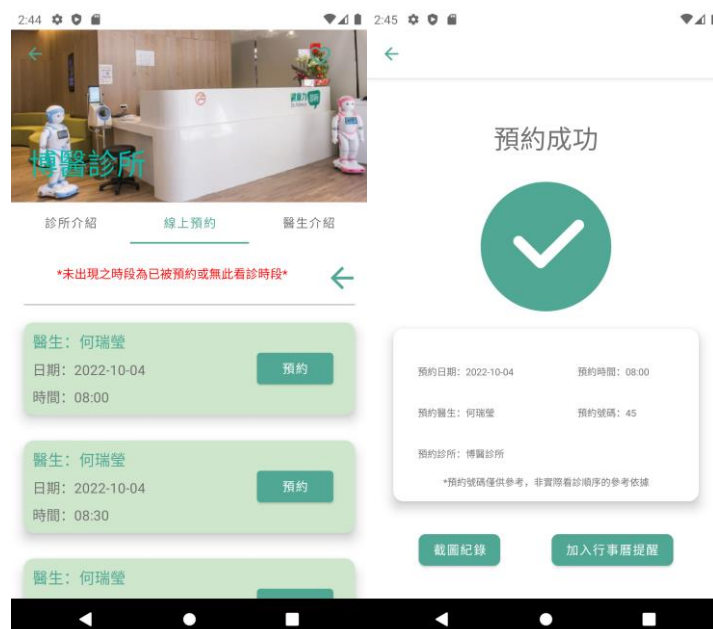 2:44
博醫診所
診所介紹
線上預約
醫生介紹
*未出現之時段為已被預約或無此看診時段*
醫生：何瑞瑩
日期：2022-10-04
時間：08:00
預約
醫生：何瑞瑩
日期：2022-10-04
時間：08:30
預約
醫生：何瑞瑩
2:45
預約成功
預約日期：2022-10-04
預約時間：08:00
預約醫生：何瑞瑩
預約號碼：45
預約診所：博醫診所
*預約號碼僅供參考，非實際看診順序的參考依據
截圖紀錄
加入行事曆提醒